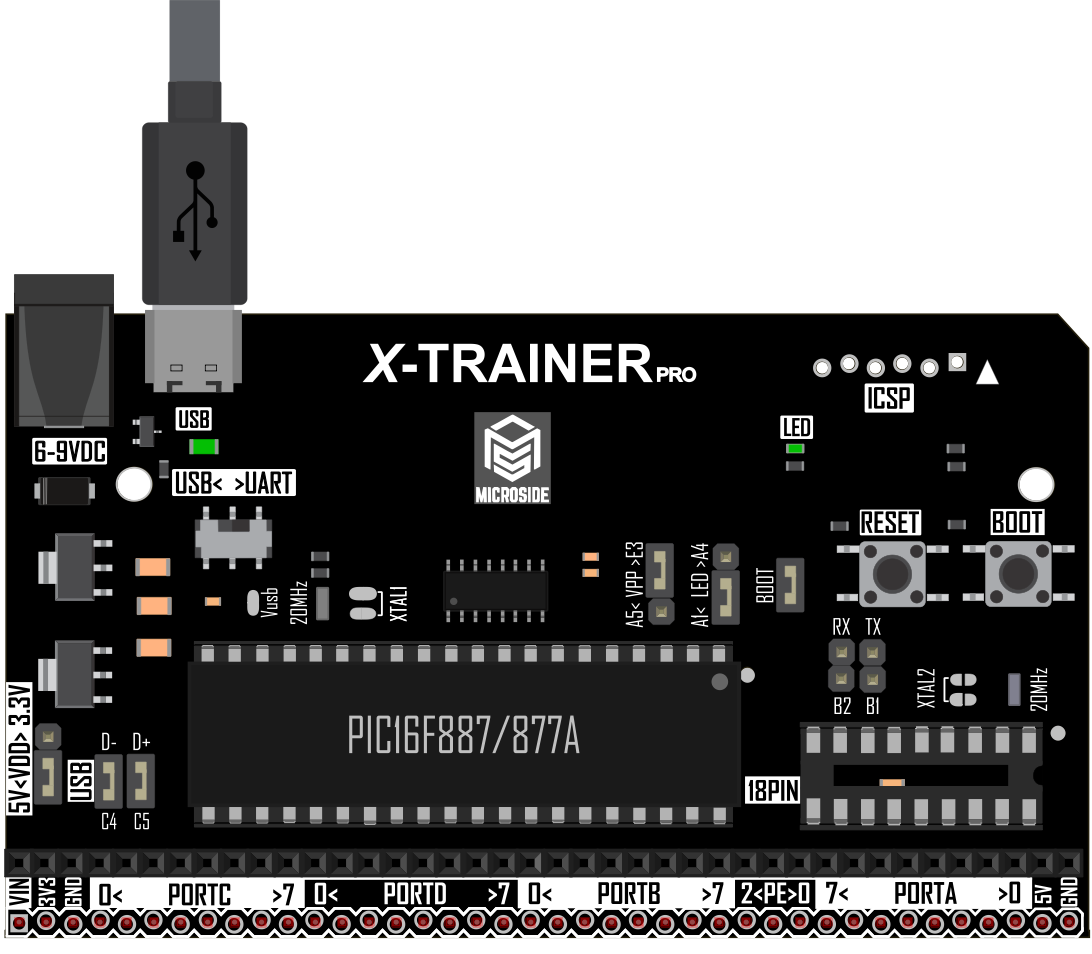 X-TRAINER PRO
ICSP
USB
LED
6-9VDC
USB< >UART
MICROSIDE
RESET
BOOT
A5< VPP >E3
A1< LED >A4
BOOT
Vusb
20MHz
XTAL1
RX TX
B2 B1
XTAL2
20MHz
5V<VDD> 3.3V
D- D+
USB
C4 C5
PIC16F887/877A
18PIN
VIN 3V3 GND 0< PORTC >7 0< PORTD >7 0< PORTB >7 2<PE>0 7< PORTA >0 5V GND